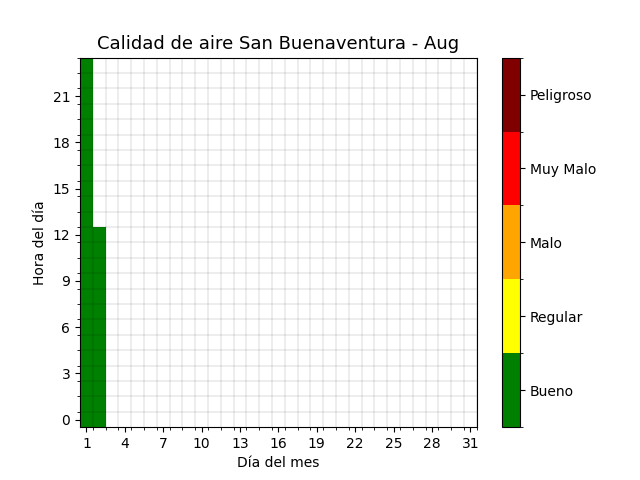 Calidad de aire San Buenaventura - Aug
Hora del día
21
18
15
12
9
6
3
0
1 4 7 10 13 16 19 22 25 28 31
Día del mes
Peligroso
Muy Malo
Malo
Regular
Bueno